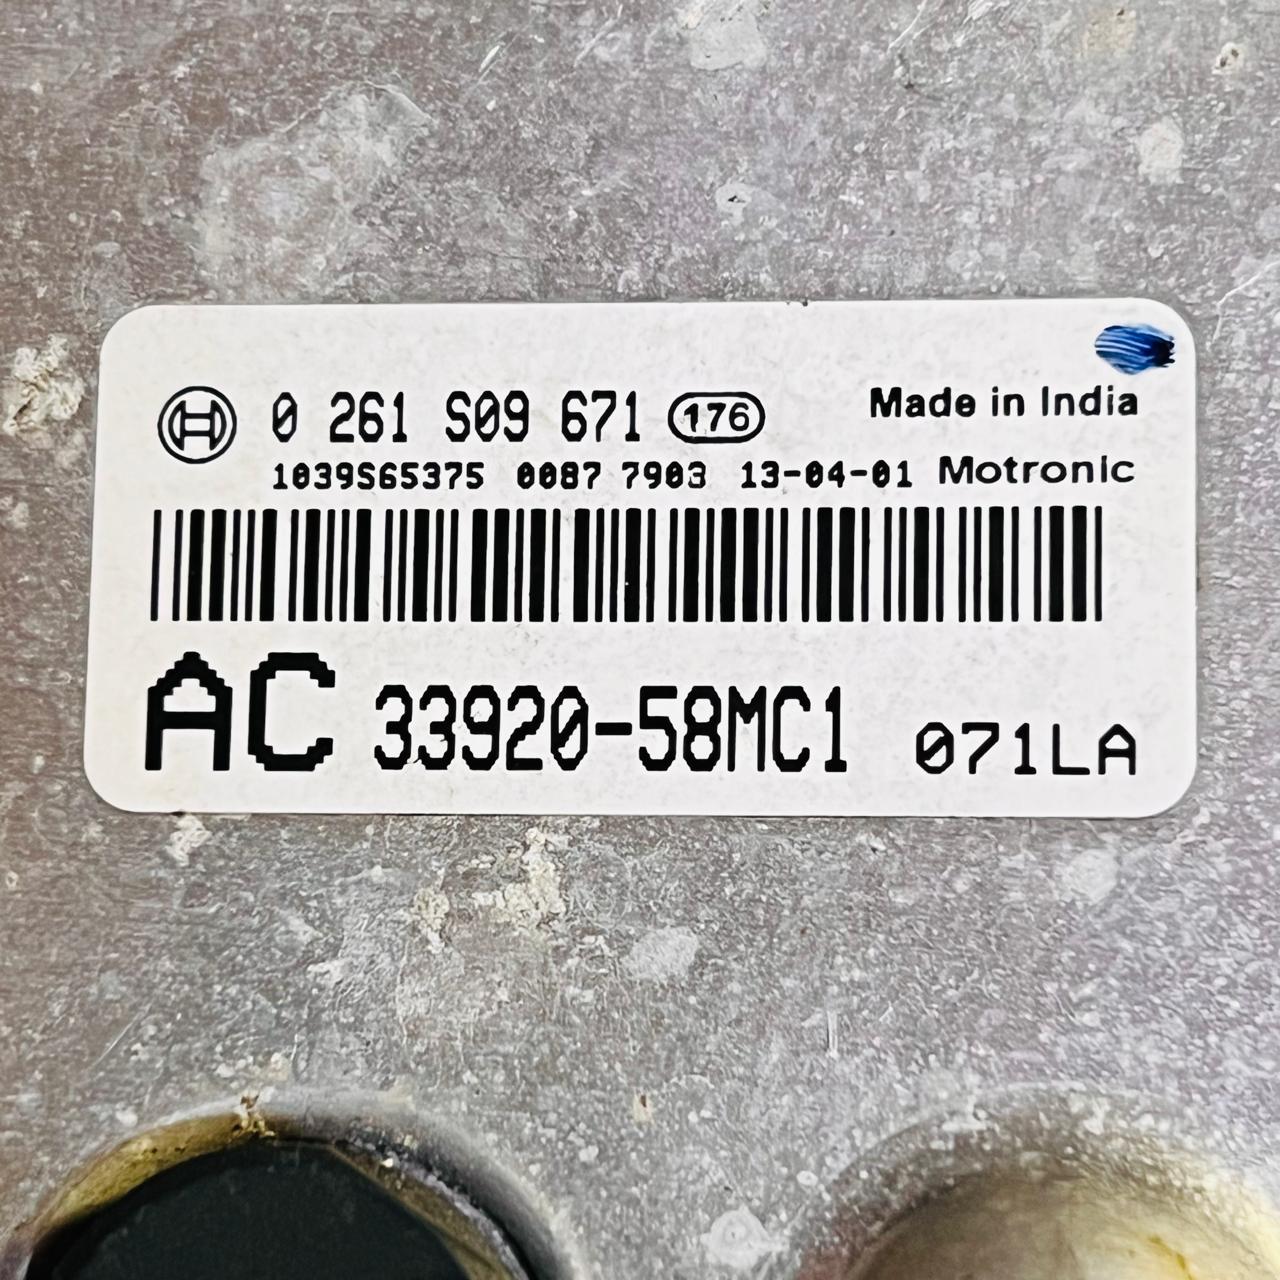 0 261 S09 671 176 Made in India
1039S65375 0087 7903 13-04-01 Motronic
AC 33920-58MC1 071LA